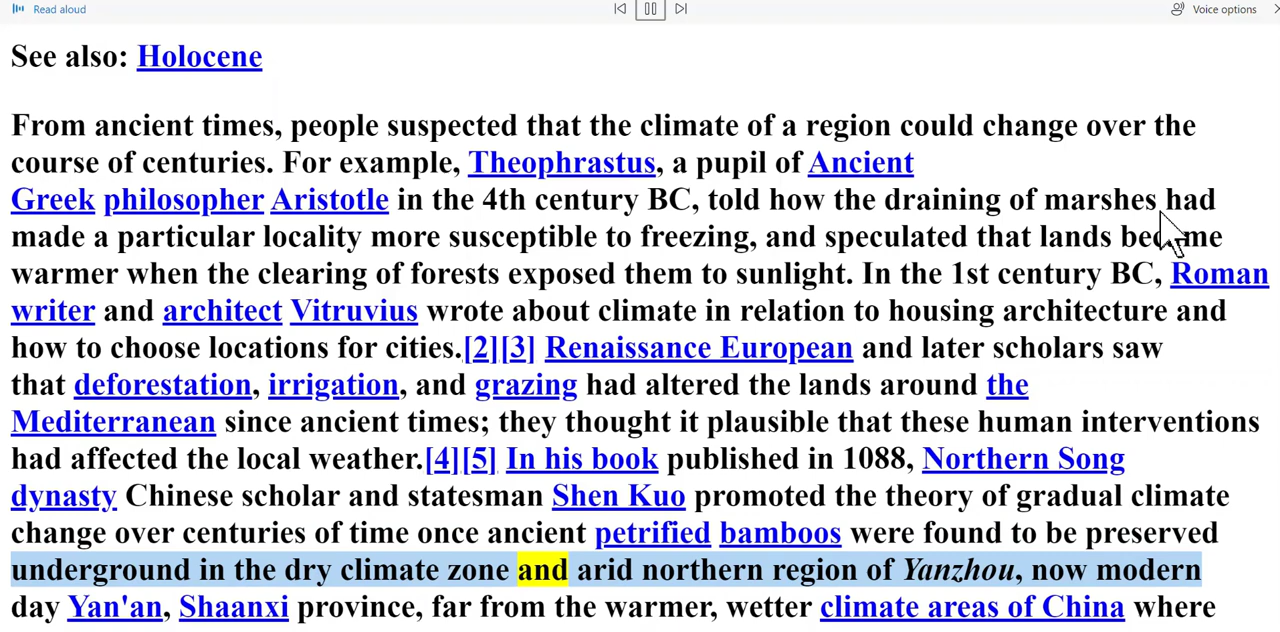 Read aloud
Voice options
See also: Holocene
From ancient times, people suspected that the climate of a region could change over the
course of centuries. For example, Theophrastus, a pupil of Ancient
Greek philosopher Aristotle in the 4th century BC, told how the draining of marshes had
made a particular locality more susceptible to freezing, and speculated that lands became
warmer when the clearing of forests exposed them to sunlight. In the 1st century BC, Roman
writer and architect Vitruvius wrote about climate in relation to housing architecture and
how to choose locations for cities.[2][3] Renaissance European and later scholars saw
that deforestation, irrigation, and grazing had altered the lands around the
Mediterranean since ancient times; they thought it plausible that these human interventions
had affected the local weather.[4][5] In his book published in 1088, Northern Song
dynasty Chinese scholar and statesman Shen Kuo promoted the theory of gradual climate
change over centuries of time once ancient petrified bamboos were found to be preserved
underground in the dry climate zone and arid northern region of Yanzhou, now modern
day Yan'an, Shaanxi province, far from the warmer, wetter climate areas of China where